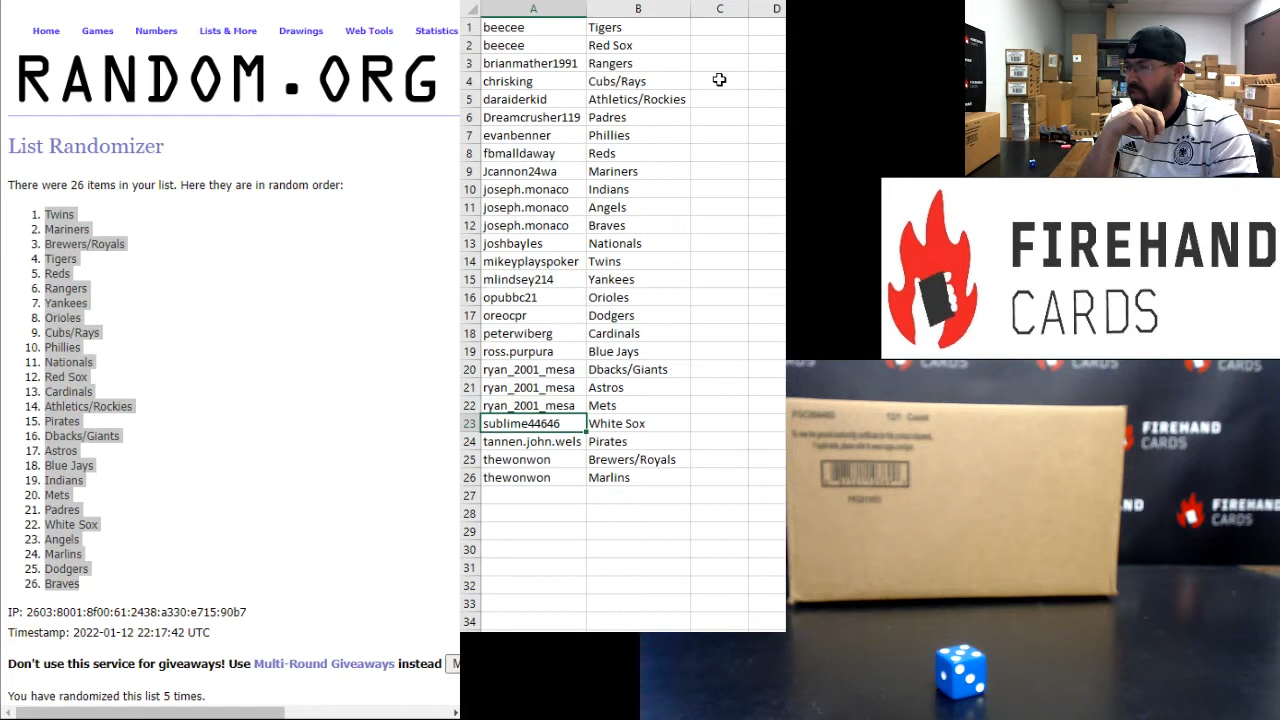 Home Games Numbers Lists & More Drawings Web Tools Statistics
RANDOM.ORG
List Randomizer
There were 26 items in your list. Here they are in random order:
1. Twins
2. Mariners
3. Brewers/Royals
4. Tigers
5. Reds
6. Rangers
7. Yankees
8. Orioles
9. Cubs/Rays
10. Phillies
11. Nationals
12. Red Sox
13. Cardinals
14. Athletics/Rockies
15. Pirates
16. Dbacks/Giants
17. Astros
18. Blue Jays
19. Indians
20. Mets
21. Padres
22. White Sox
23. Angels
24. Marlins
25. Dodgers
26. Braves
IP: 2603:8001:8f00:61:2438:a330:e715:90b7
Timestamp: 2022-01-12 22:17:42 UTC
Don't use this service for giveaways! Use Multi-Round Giveaways instead
You have randomized this list 5 times.
A B C D
1 beecee Tigers
2 beecee Red Sox
3 brianmather1991 Rangers
4 chrisking Cubs/Rays
5 daraiderkid Athletics/Rockies
6 Dreamcrusher119 Padres
7 evanbenner Phillies
8 fbmalldaway Reds
9 Jcannon24wa Mariners
10 joseph.monaco Indians
11 joseph.monaco Angels
12 joseph.monaco Braves
13 joshbayles Nationals
14 mikeyplayspoker Twins
15 mlindsey214 Yankees
16 opubbc21 Orioles
17 oreocpr Dodgers
18 peterwiberg Cardinals
19 ross.purpura Blue Jays
20 ryan_2001_mesa Dbacks/Giants
21 ryan_2001_mesa Astros
22 ryan_2001_mesa Mets
23 sublime44646 White Sox
24 tannen.john.wels Pirates
25 thewonwon Brewers/Royals
26 thewonwon Marlins
27
28
29
30
31
32
33
34
FIREHAND
CARDS
FIREHAND
CARDS